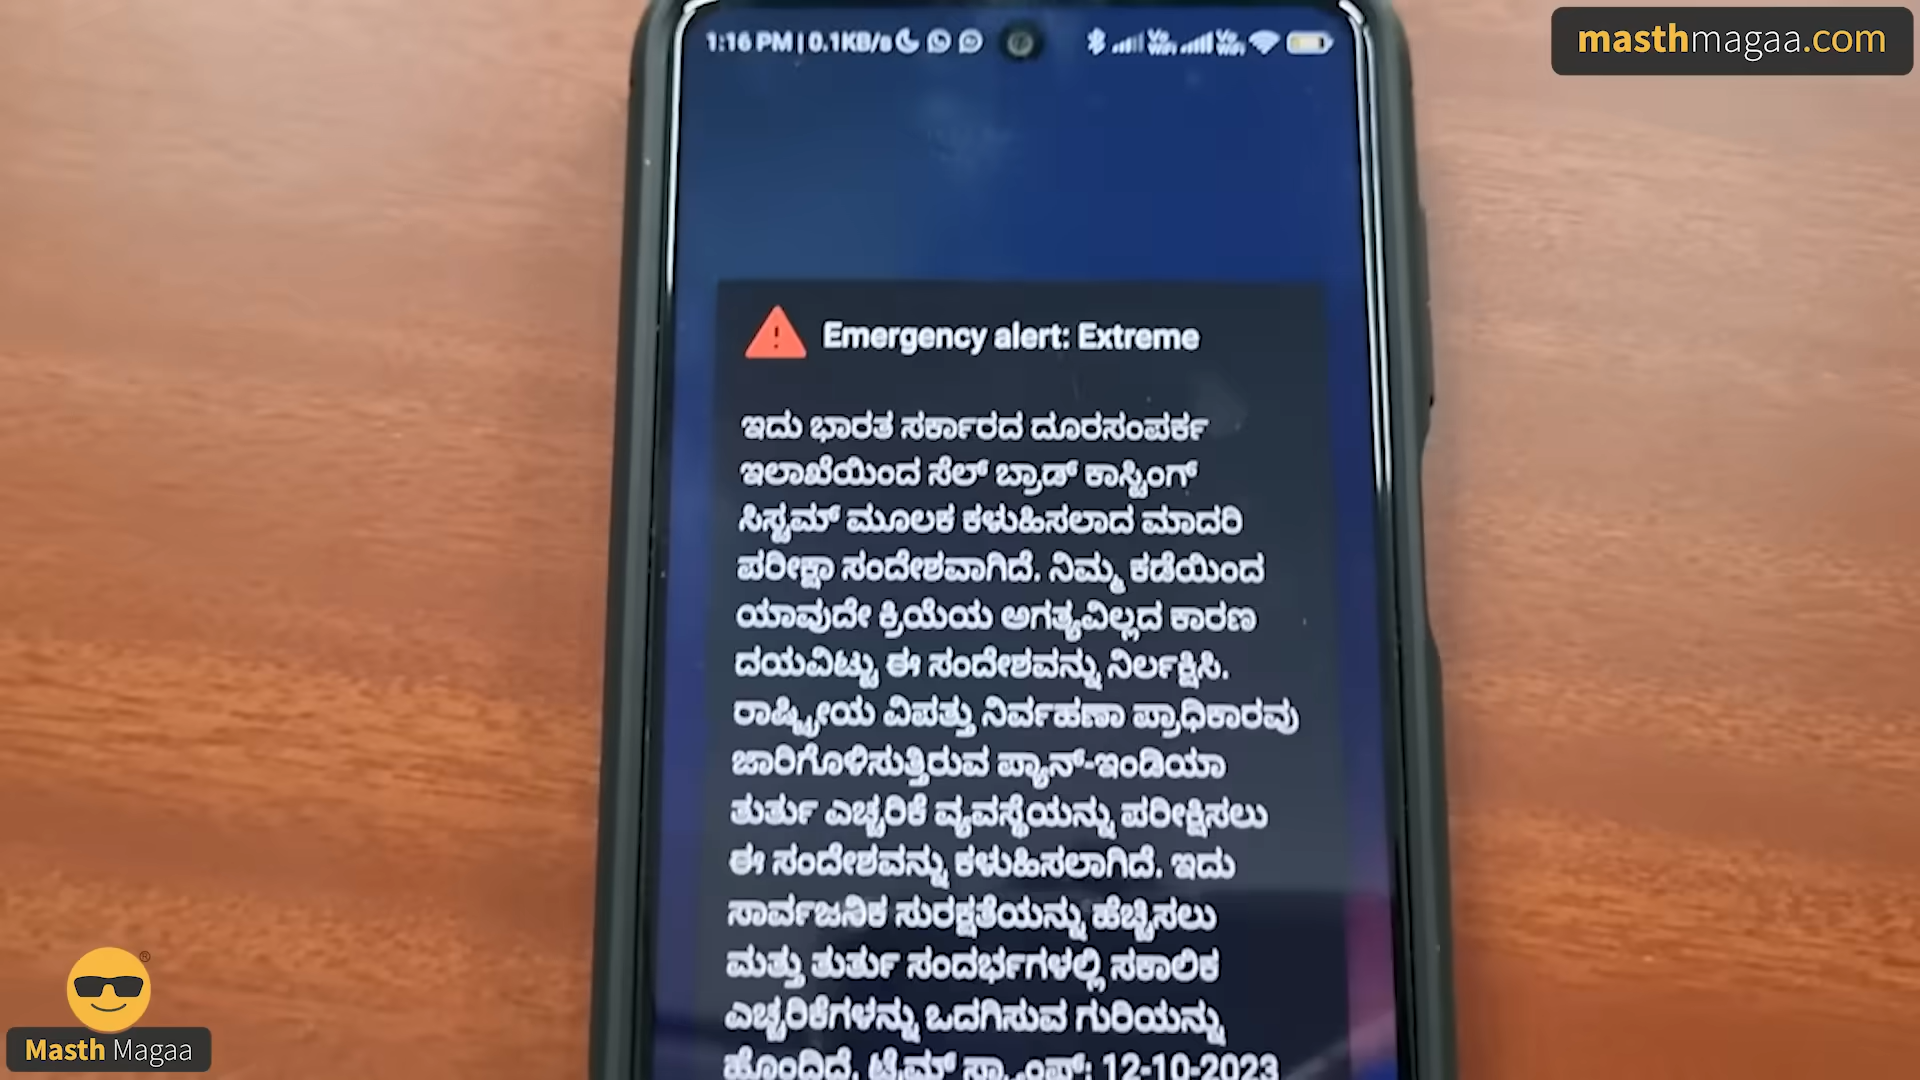 masthmagaa.com
1:16 PM | 0.1KB/s
Emergency alert: Extreme
ಇದು ಭಾರತ ಸರ್ಕಾರದ ದೂರಸಂಪರ್ಕ
ಇಲಾಖೆಯಿಂದ ಸೆಲ್ ಬ್ರಾಡ್ ಕಾಸ್ಟಿಂಗ್
ಸಿಸ್ಟಮ್ ಮೂಲಕ ಕಳುಹಿಸಲಾದ ಮಾದರಿ
ಪರೀಕ್ಷಾ ಸಂದೇಶವಾಗಿದೆ. ನಿಮ್ಮ ಕಡೆಯಿಂದ
ಯಾವುದೇ ಕ್ರಿಯೆಯ ಅಗತ್ಯವಿಲ್ಲದ ಕಾರಣ
ದಯವಿಟ್ಟು ಈ ಸಂದೇಶವನ್ನು ನಿರ್ಲಕ್ಷಿಸಿ.
ರಾಷ್ಟ್ರೀಯ ವಿಪತ್ತು ನಿರ್ವಹಣಾ ಪ್ರಾಧಿಕಾರವು
ಜಾರಿಗೊಳಿಸುತ್ತಿರುವ ಪ್ಯಾನ್-ಇಂಡಿಯಾ
ತುರ್ತು ಎಚ್ಚರಿಕೆ ವ್ಯವಸ್ಥೆಯನ್ನು ಪರೀಕ್ಷಿಸಲು
ಈ ಸಂದೇಶವನ್ನು ಕಳುಹಿಸಲಾಗಿದೆ. ಇದು
ಸಾರ್ವಜನಿಕ ಸುರಕ್ಷತೆಯನ್ನು ಹೆಚ್ಚಿಸಲು
ಮತ್ತು ತುರ್ತು ಸಂದರ್ಭಗಳಲ್ಲಿ ಸಕಾಲಿಕ
ಎಚ್ಚರಿಕೆಗಳನ್ನು ಒದಗಿಸುವ ಗುರಿಯನ್ನು
ಹೊಂದಿದೆ. ಟೈಮ್ ಸ್ಟ್ಯಾಂಪ್: 12-10-2023
Masth Magaa